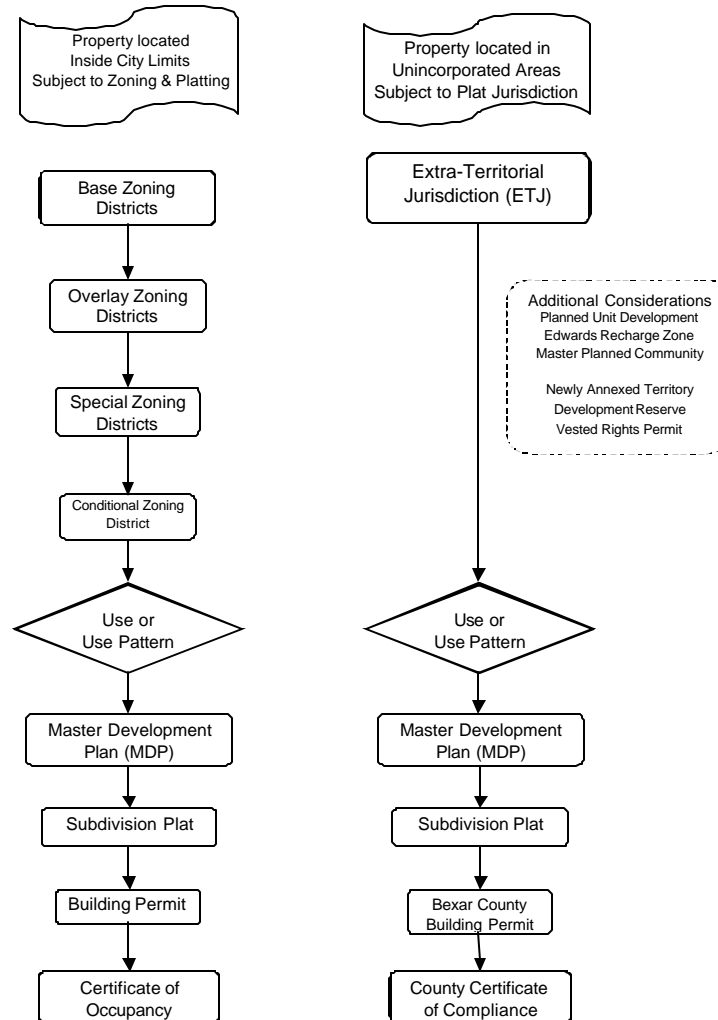 Property located
Inside City Limits
Subject to Zoning & Platting
Base Zoning
Districts
Overlay Zoning
Districts
Special Zoning
Districts
Conditional Zoning
District
Use or
Use Pattern
Master Development
Plan (MDP)
Subdivision Plat
Building Permit
Certificate of
Occupancy
Property located in
Unincorporated Areas
Subject to Plat Jurisdiction
Extra-Territorial
Jurisdiction (ETJ)
Use or
Use Pattern
Master Development
Plan (MDP)
Subdivision Plat
Bexar County
Building Permit
County Certificate
of Compliance
Additional Considerations
Planned Unit Development
Edwards Recharge Zone
Master Planned Community
Newly Annexed Territory
Development Reserve
Vested Rights Permit